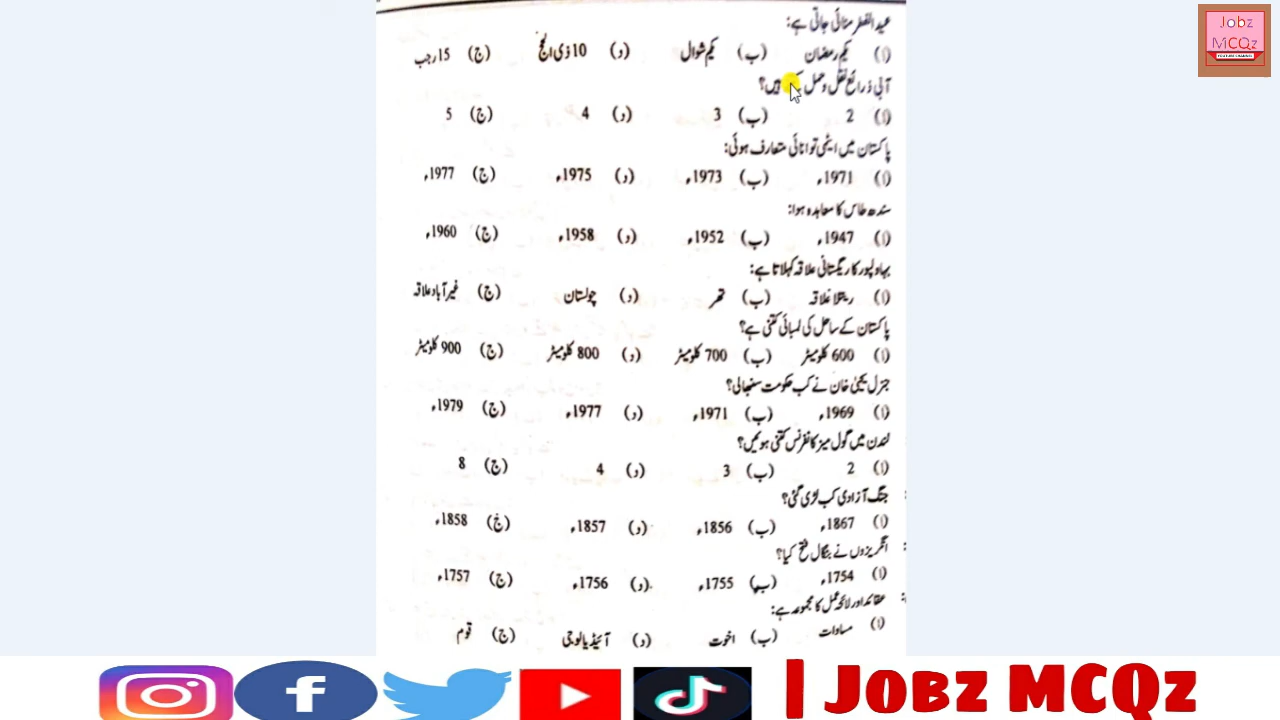 Jobz
MCQz
YOUTUBE CHANNEL
عید الفطر منائی جاتی ہے:
(ا) یکم رمضان (ب) یکم شوال (د) 10 ذی الحج (ج) 15 رجب
آبی ذرائع نقل و حمل ہیں؟
(ا) 2 (ب) 3 (د) 4 (ج) 5
پاکستان میں ایٹمی توانائی متعارف ہوئی:
(ا) 1971ء (ب) 1973ء (د) 1975ء (ج) 1977ء
سندھ طاس کا معاہدہ ہوا:
(ا) 1947ء (ب) 1952ء (د) 1958ء (ج) 1960ء
بہاولپور کا ریگستانی علاقہ کہلاتا ہے:
(ا) ریتلا علاقہ (ب) تھر (د) چولستان (ج) غیر آباد علاقہ
پاکستان کے ساحل کی لمبائی کتنی ہے؟
(ا) 600 کلومیٹر (ب) 700 کلومیٹر (د) 800 کلومیٹر (ج) 900 کلومیٹر
جنرل یحییٰ خان نے کب حکومت سنبھالی؟
(ا) 1969ء (ب) 1971ء (د) 1977ء (ج) 1979ء
لندن میں گول میز کانفرنس کتنی ہوئیں؟
(ا) 2 (ب) 3 (د) 4 (ج) 8
جنگ آزادی کب لڑی گئی؟
(ا) 1867ء (ب) 1856ء (د) 1857ء (ج) 1858ء
انگریزوں نے بنگال فتح کیا؟
(ا) 1754ء (ب) 1755ء (د) 1756ء (ج) 1757ء
عقائد اور لائحہ عمل کا مجموعہ ہے:
(ا) مساوات (ب) اخوت (د) آئیڈیالوجی (ج) قوم
| Jobz MCQz